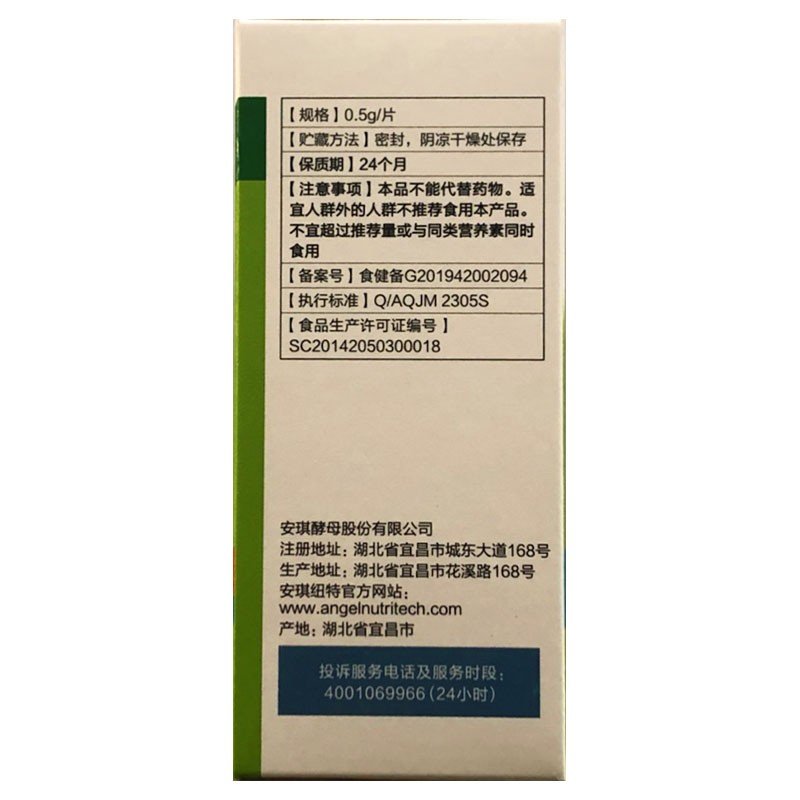 【规格】0.5g/片
【贮藏方法】密封，阴凉干燥处保存
【保质期】24个月
【注意事项】本品不能代替药物。适
宜人群外的人群不推荐食用本产品。
不宜超过推荐量或与同类营养素同时
食用
【备案号】食健备G201942002094
【执行标准】Q/AQJM 2305S
【食品生产许可证编号】
SC20142050300018
安琪酵母股份有限公司
注册地址：湖北省宜昌市城东大道168号
生产地址：湖北省宜昌市花溪路168号
安琪纽特官方网站：
www.angelnutritech.com
产地：湖北省宜昌市
投诉服务电话及服务时段：
4001069966(24小时)